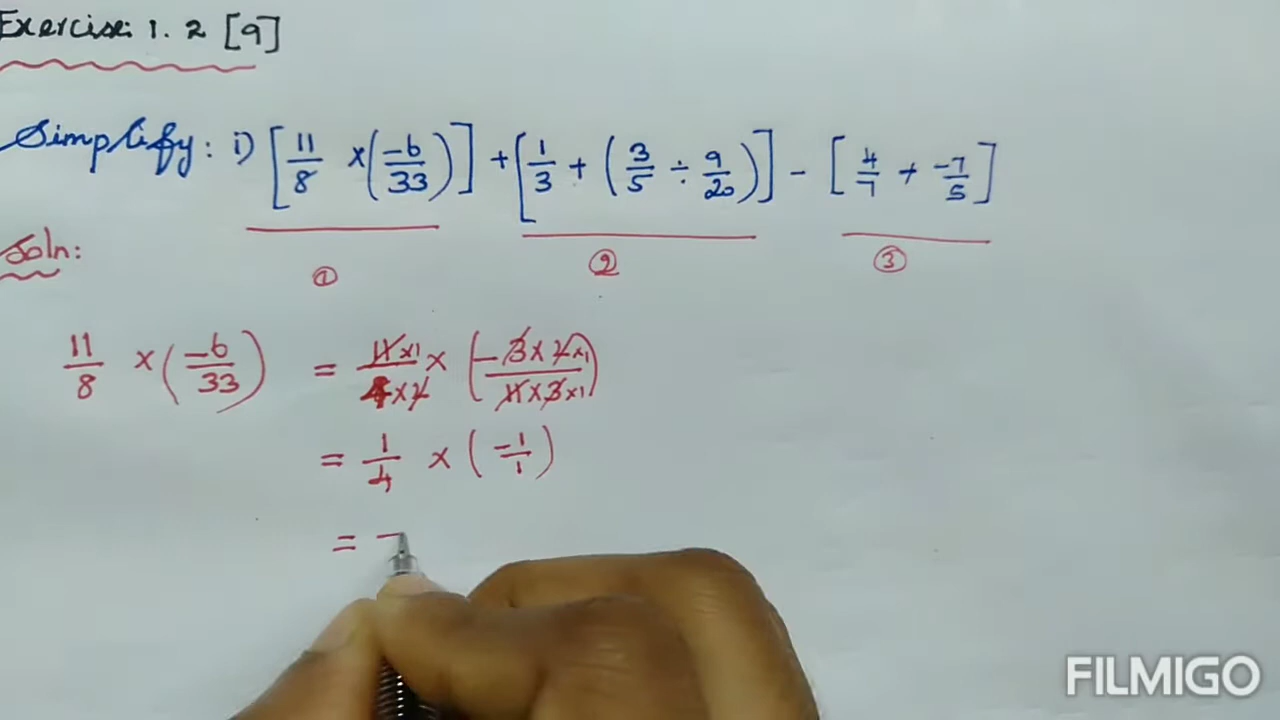 Exercise: 1. 2 [9]
Simplify: i) [11/8 × (-6/33)] + [1/3 + (3/5 ÷ 9/20)] - [4/7 + -7/5]
① ② ③
Soln:
11/8 × (-6/33) = 11×1/4×2 × (-3×2×1/11×3×1)
= 1/4 × (-1/1)
= -
FILMIGO